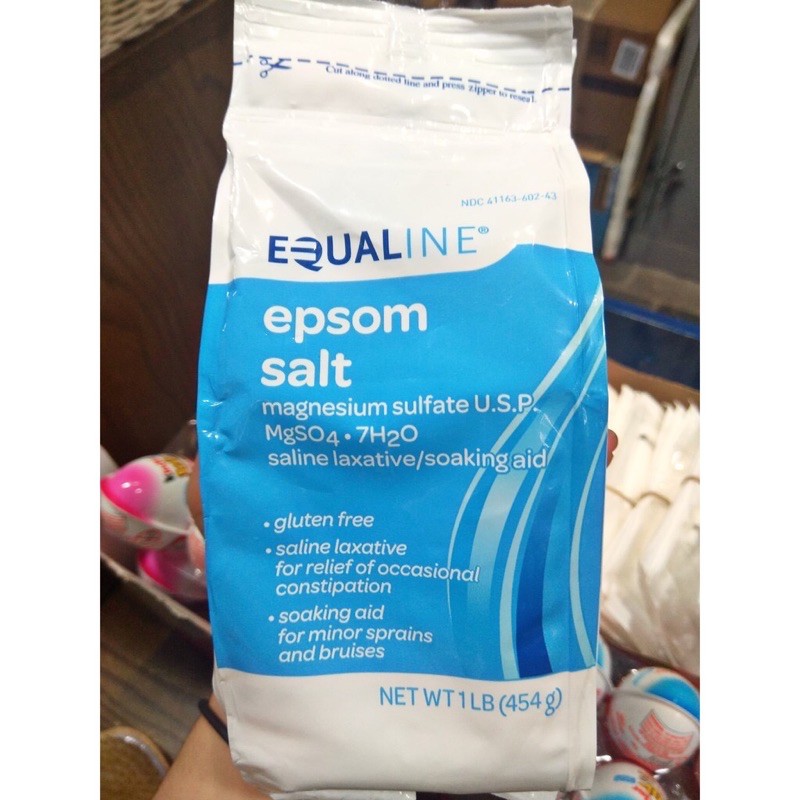 Cut along dotted line and press zipper to reseal.
NDC 41163-602-43
EQUALINE®
epsom
salt
magnesium sulfate U.S.P.
MgSO4 • 7H2O
saline laxative/soaking aid
• gluten free
• saline laxative
for relief of occasional
constipation
• soaking aid
for minor sprains
and bruises
NET WT 1 LB (454 g)